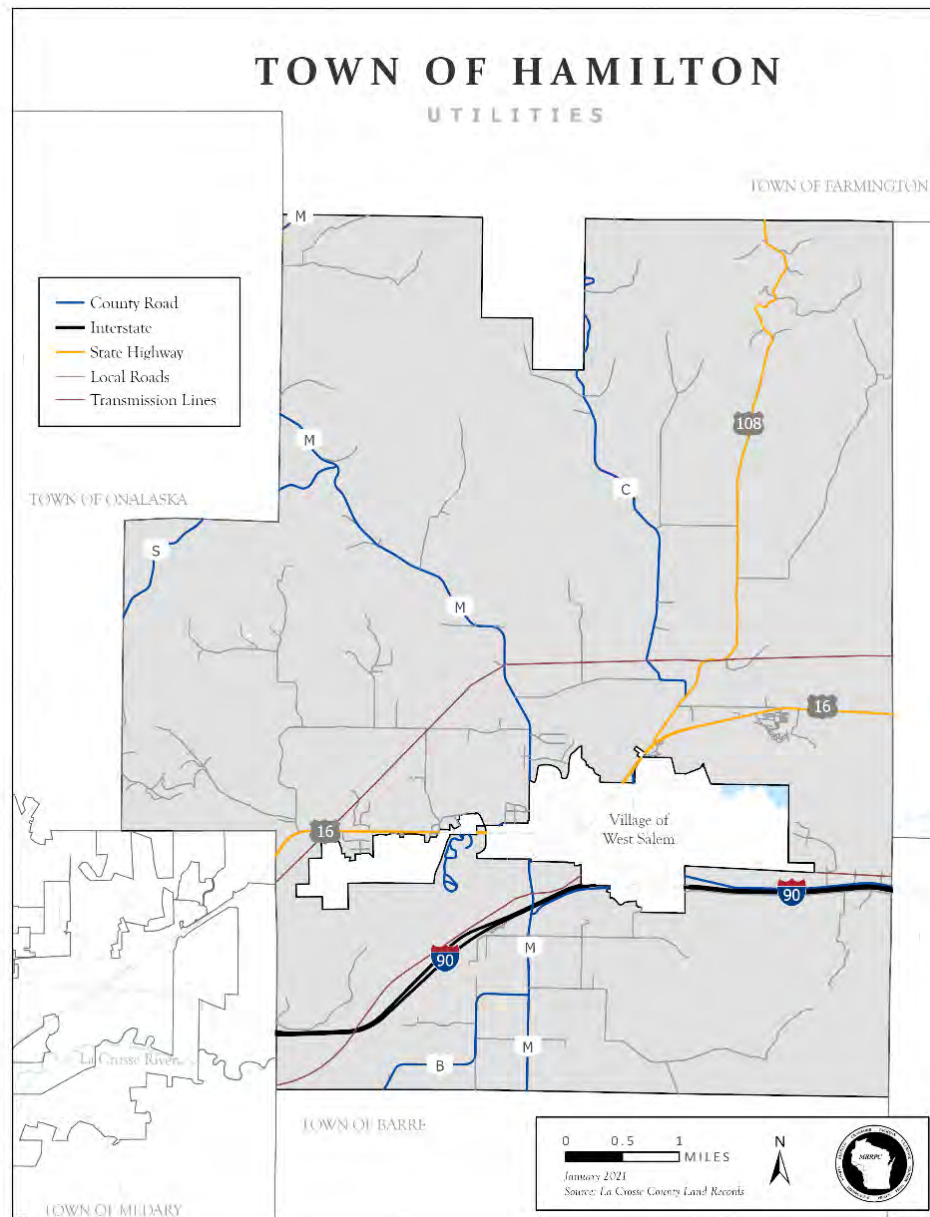 TOWN OF HAMILTON
UTILITIES
TOWN OF FARMINGTON
M
County Road
Interstate
State Highway
Local Roads
Transmission Lines
108
M
C
TOWN OF ONALASKA
S
M
16
Village of
West Salem
16
90
90
M
M
La Crosse River
B
TOWN OF BARRE
0 0.5 1
MILES
N
January 2021
Source: La Crosse County Land Records
MRRPC
TOWN OF MEDARY